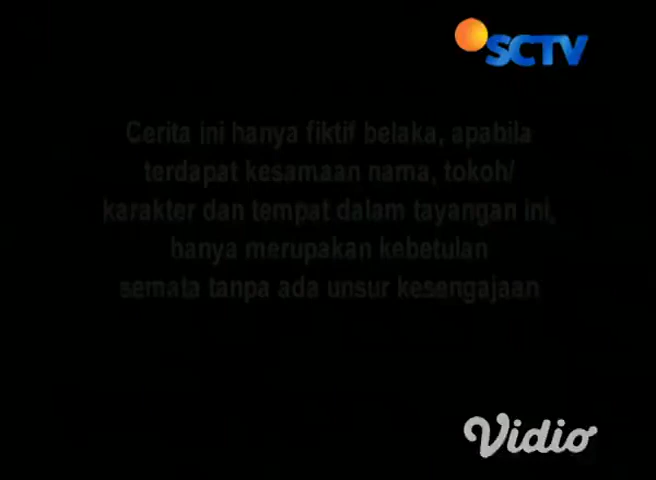 SCTV
Cerita ini hanya fiktif belaka, apabila
terdapat kesamaan nama, tokoh/
karakter dan tempat dalam tayangan ini,
hanya merupakan kebetulan
semata tanpa ada unsur kesengajaan
Vidio